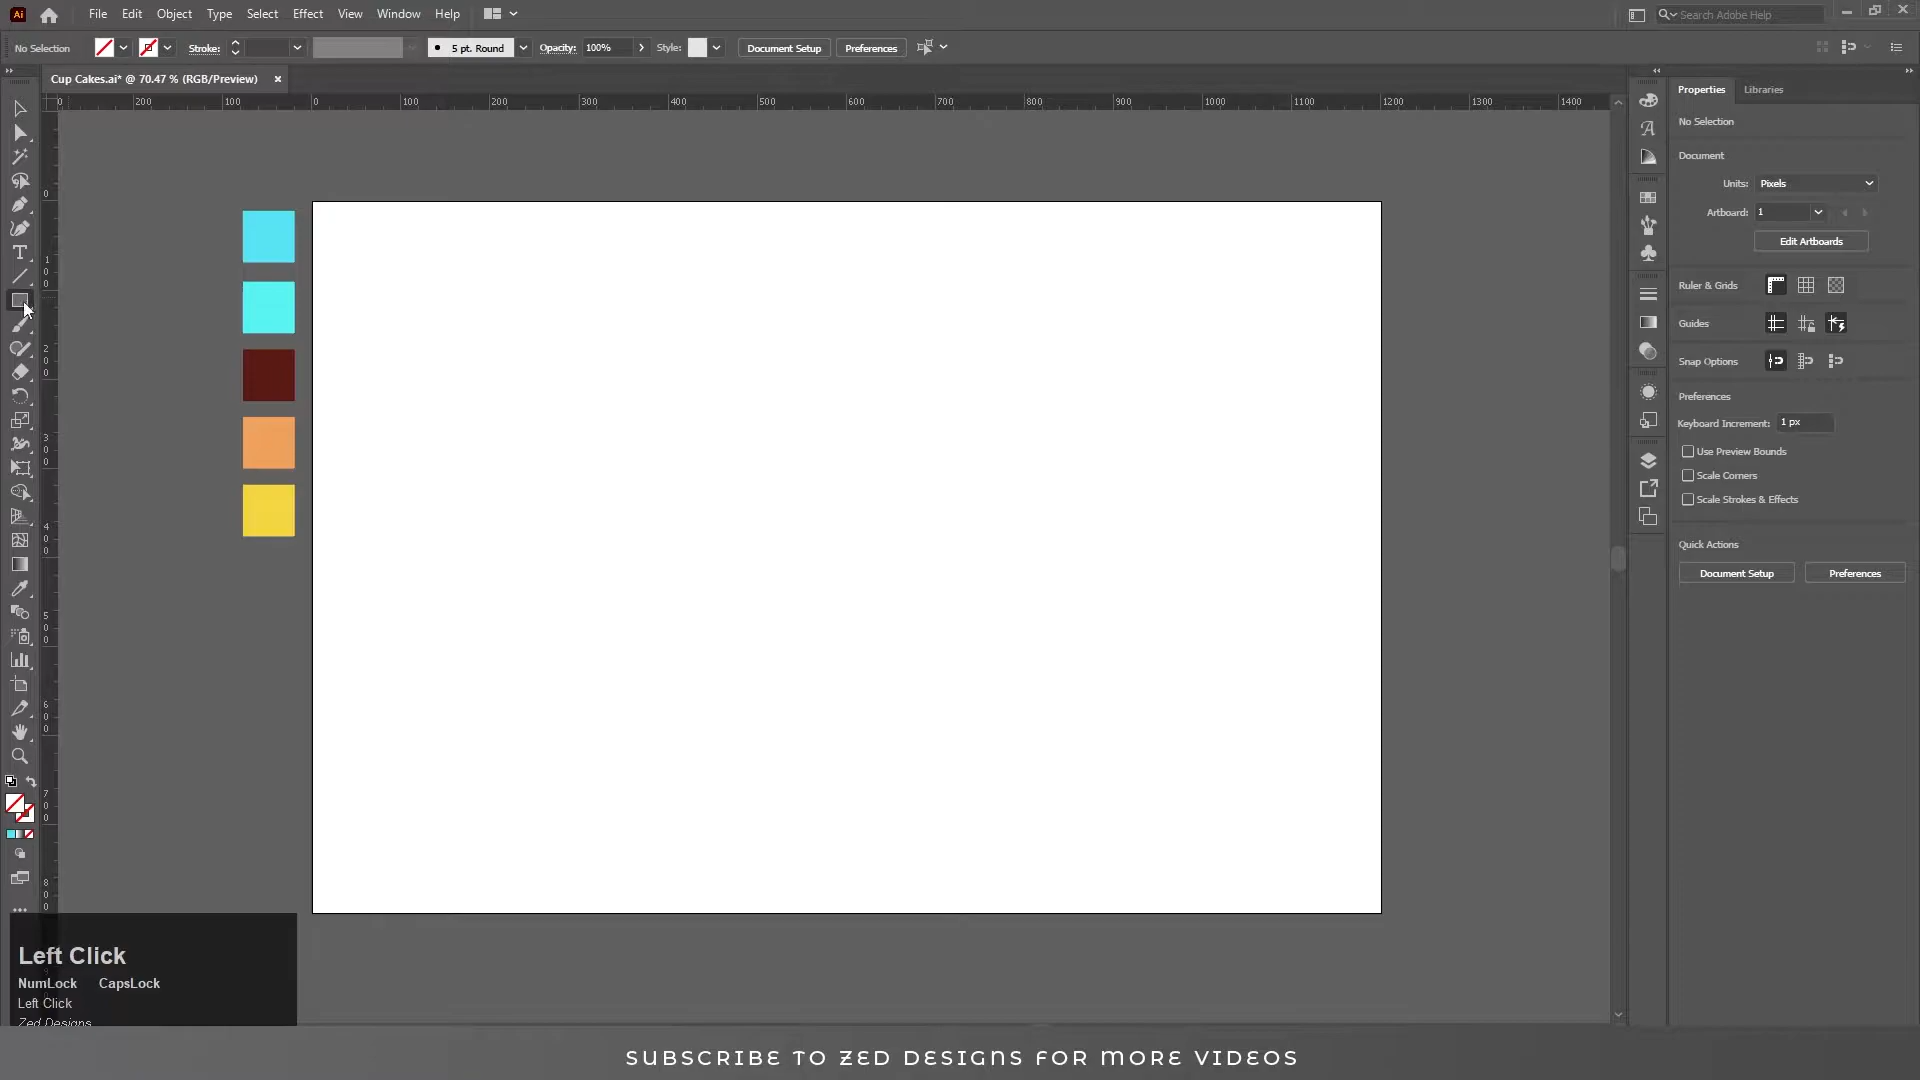 Ai File Edit Object Type Select Effect View Window Help Search Adobe Help
No Selection Stroke: 5 pt. Round Opacity: 100% Style: Document Setup Preferences
Cup Cakes.ai* @ 70.47 % (RGB/Preview)
0 200 100 0 100 200 300 400 500 600 700 800 900 1000 1100 1200 1300 1400
0
100
200
300
400
500
600
700
800
Properties Libraries
No Selection
Document
Units: Pixels
Artboard: 1
Edit Artboards
Ruler & Grids
Guides
Snap Options
Preferences
Keyboard Increment: 1 px
Use Preview Bounds
Scale Corners
Scale Strokes & Effects
Quick Actions
Document Setup Preferences
Left Click
NumLock CapsLock
Left Click
Zed Designs
SUBSCRIBE TO ZED DESIGNS FOR MORE VIDEOS